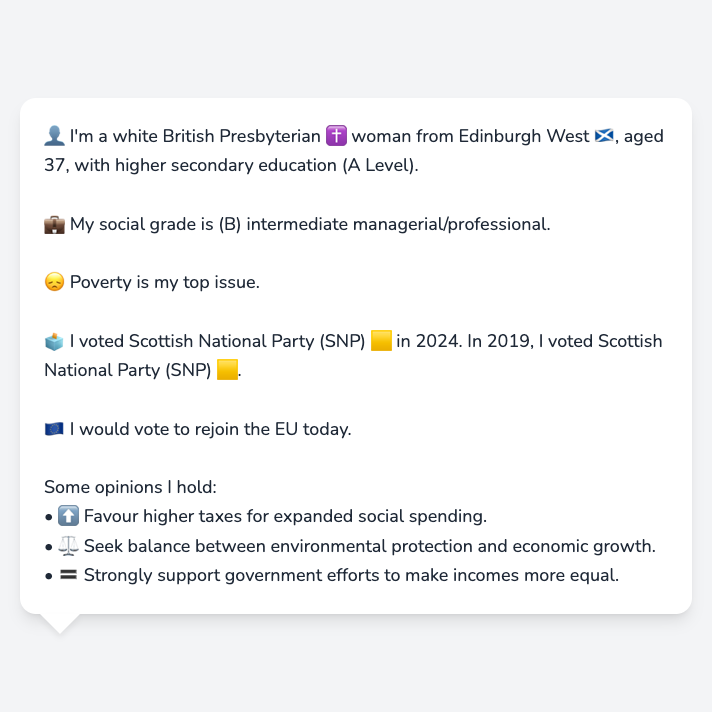 👤 I'm a white British Presbyterian ✝️ woman from Edinburgh West 🏴󠁧󠁢󠁳󠁣󠁴󠁿, aged
37, with higher secondary education (A Level).
💼 My social grade is (B) intermediate managerial/professional.
😞 Poverty is my top issue.
🗳️ I voted Scottish National Party (SNP) 🟨 in 2024. In 2019, I voted Scottish
National Party (SNP) 🟨.
🇪🇺 I would vote to rejoin the EU today.
Some opinions I hold:
• ⬆️ Favour higher taxes for expanded social spending.
• ⚖️ Seek balance between environmental protection and economic growth.
• 🟰 Strongly support government efforts to make incomes more equal.